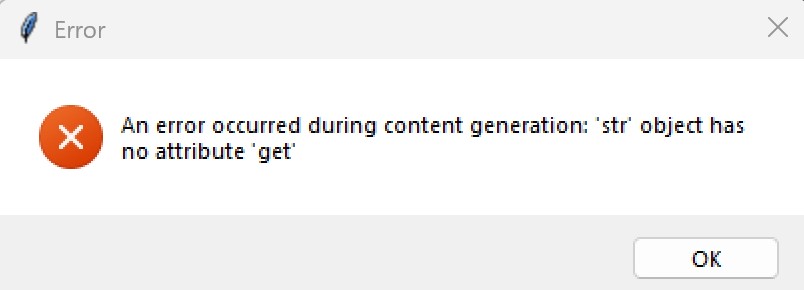 Error
An error occurred during content generation: 'str' object has
no attribute 'get'
OK